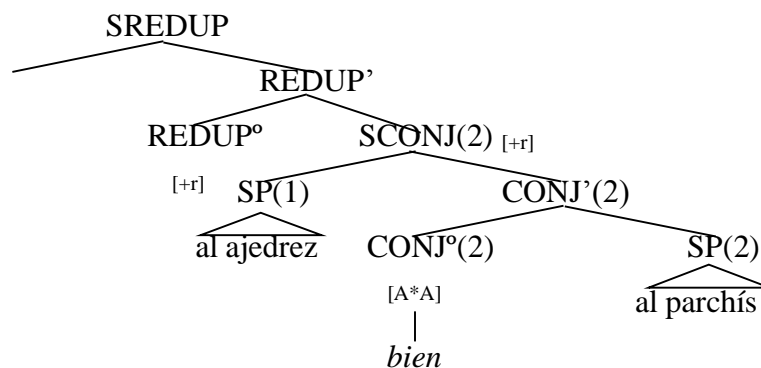 SREDUP
REDUP’
REDUPº SCONJ(2) [+r]
[+r] SP(1) CONJ’(2)
al ajedrez CONJº(2) SP(2)
[A*A] al parchís
bien